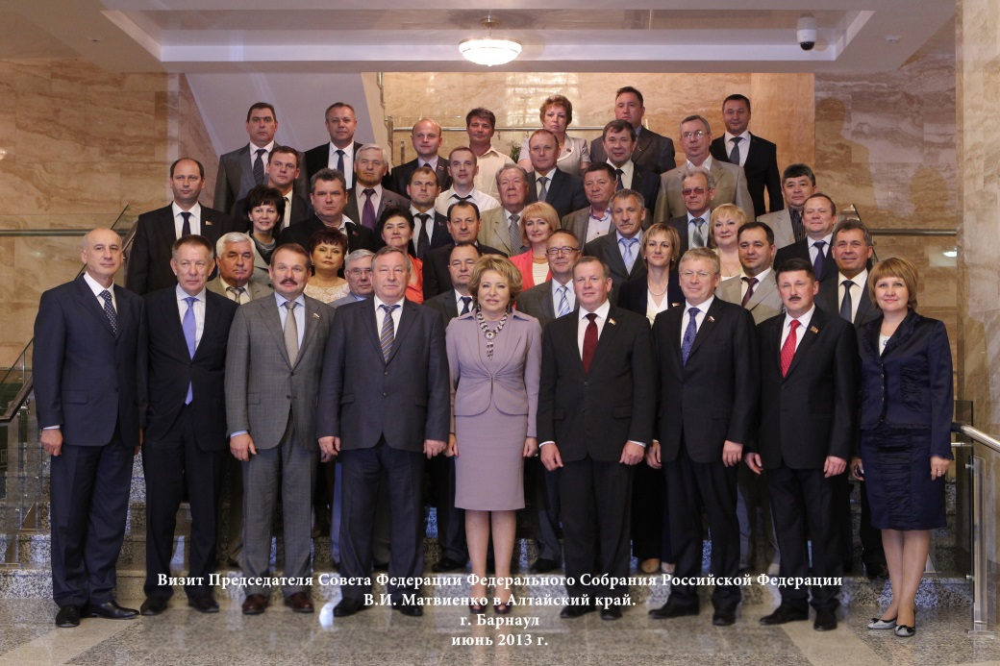 Визит Председателя Совета Федерации Федерального Собрания Российской Федерации
В.И. Матвиенко в Алтайский край.
г. Барнаул
июнь 2013 г.